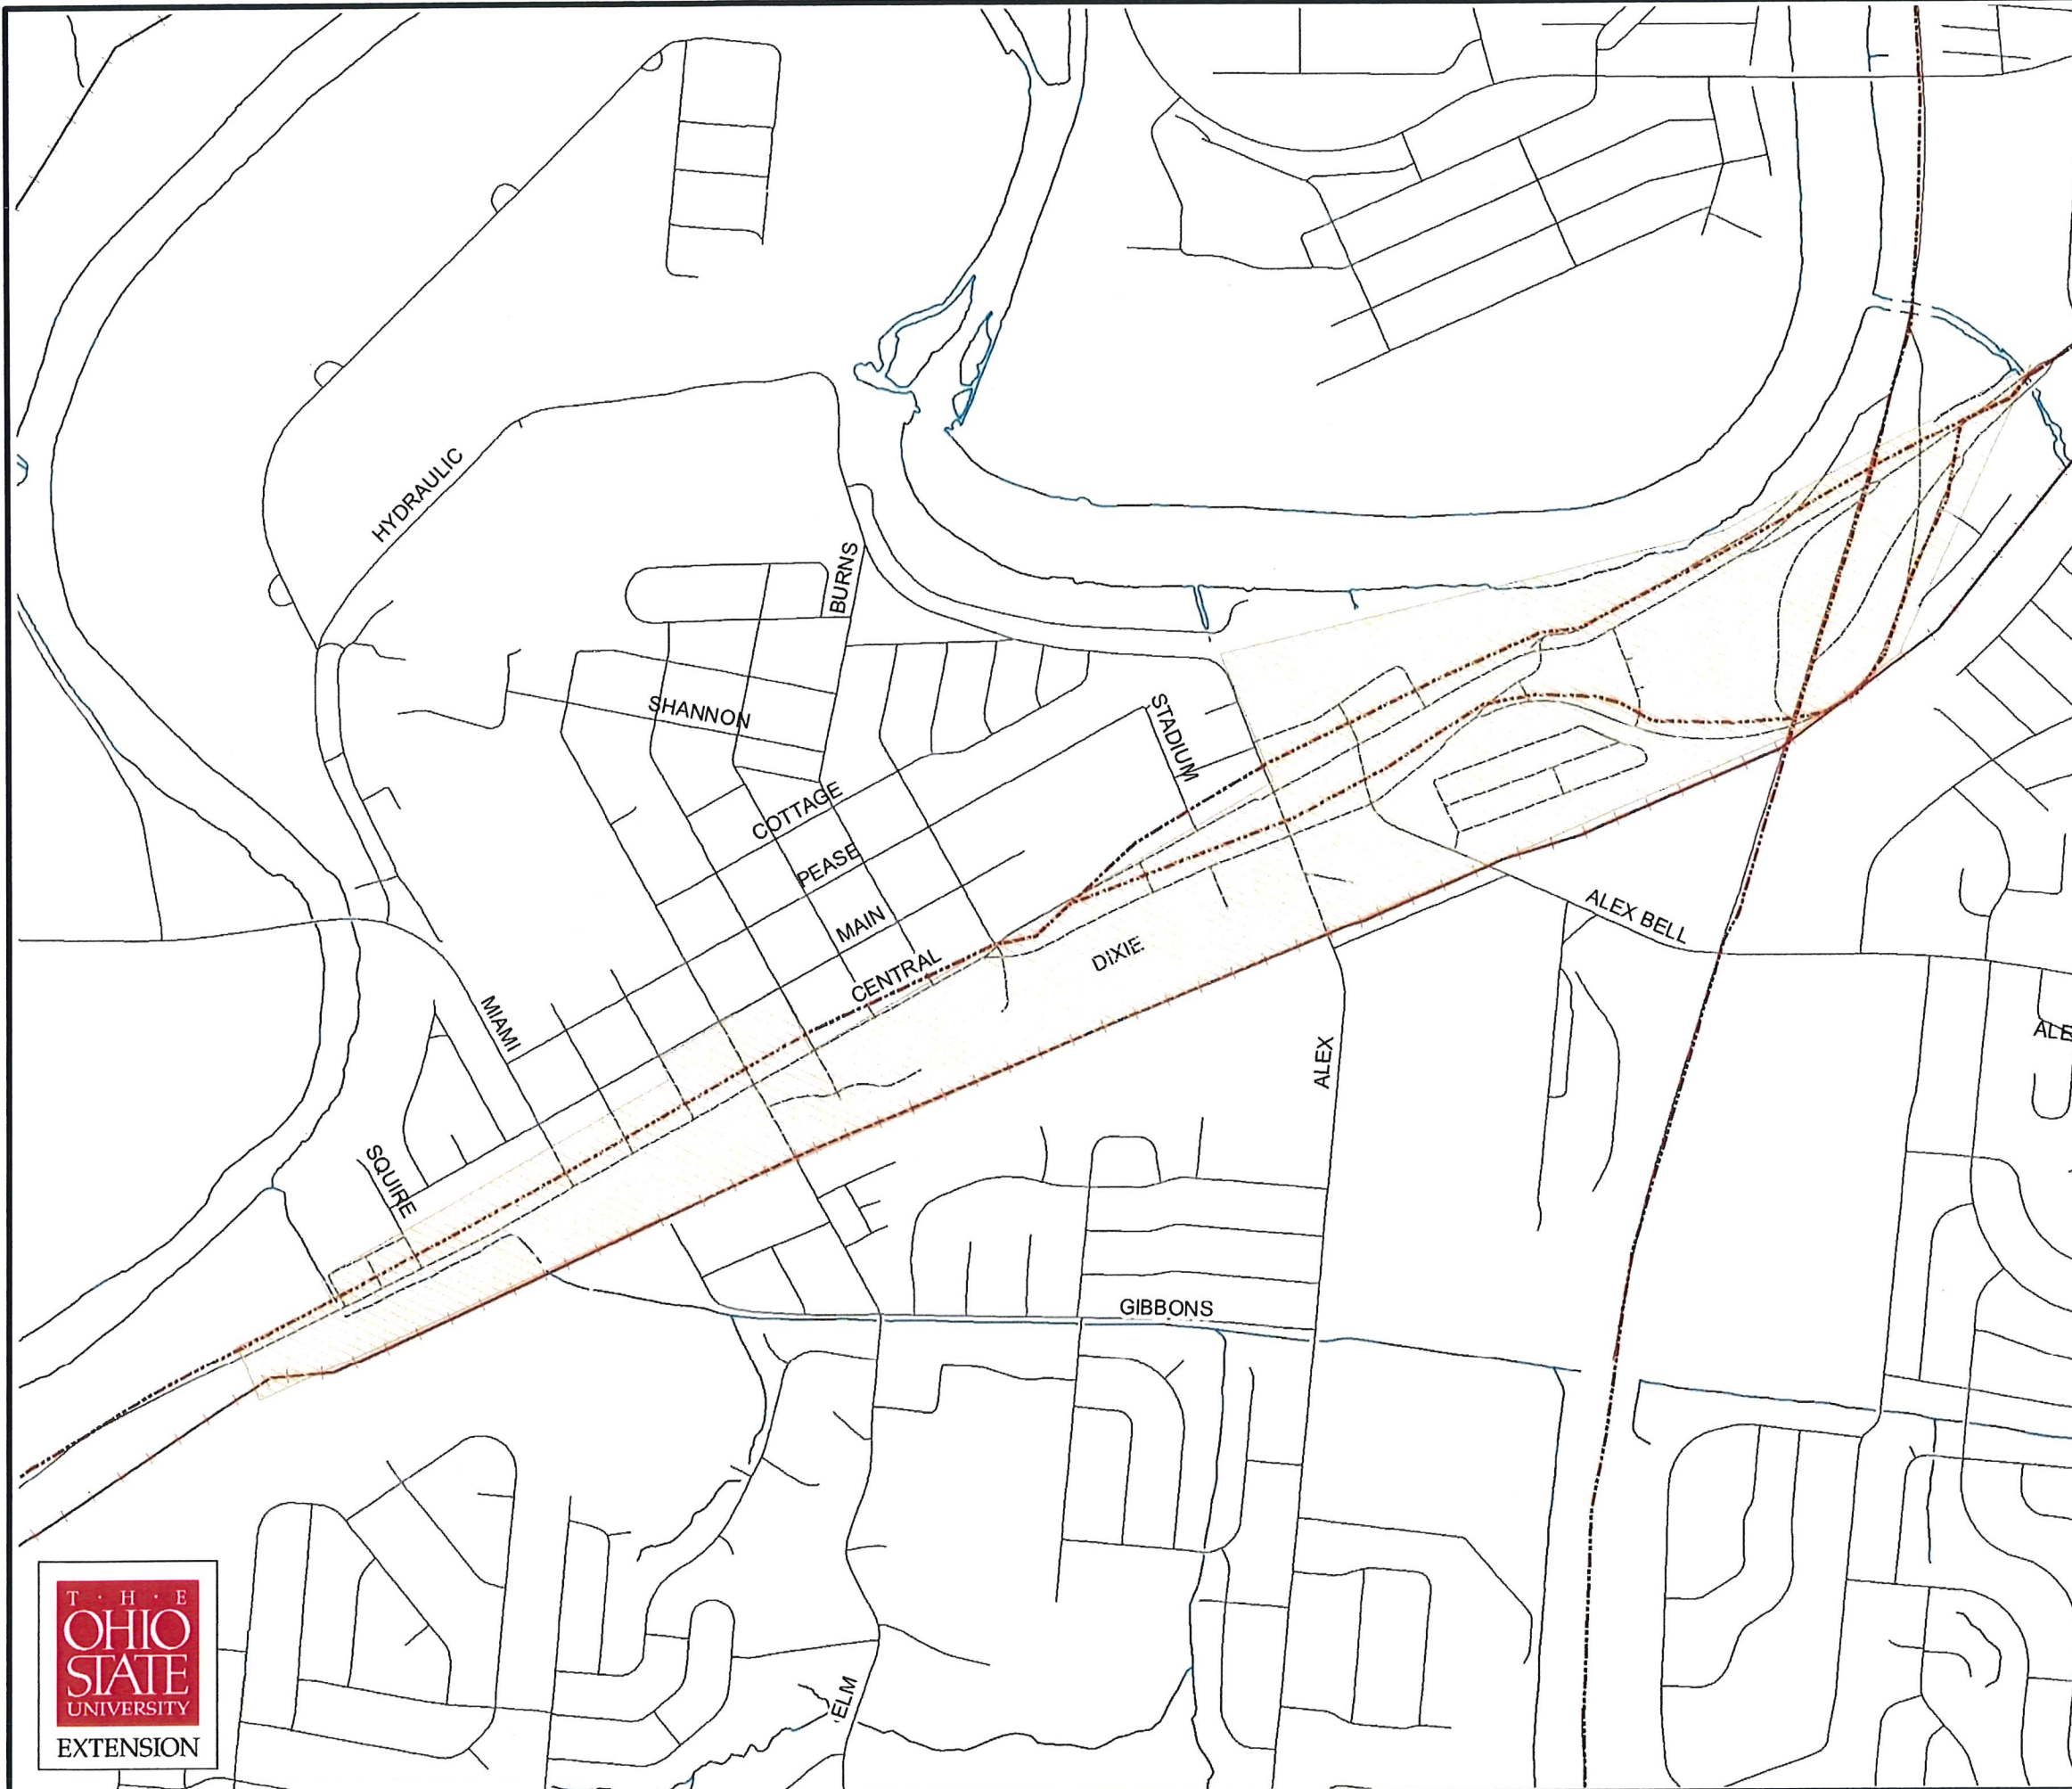 HYDRAULIC
BURNS
SHANNON
STADIUM
COTTAGE
PEASE
MAIN
CENTRAL
DIXIE
ALEX BELL
MIAMI
ALEX
SQUIRE
GIBBONS
ELM
T · H · E
OHIO
STATE
UNIVERSITY
EXTENSION